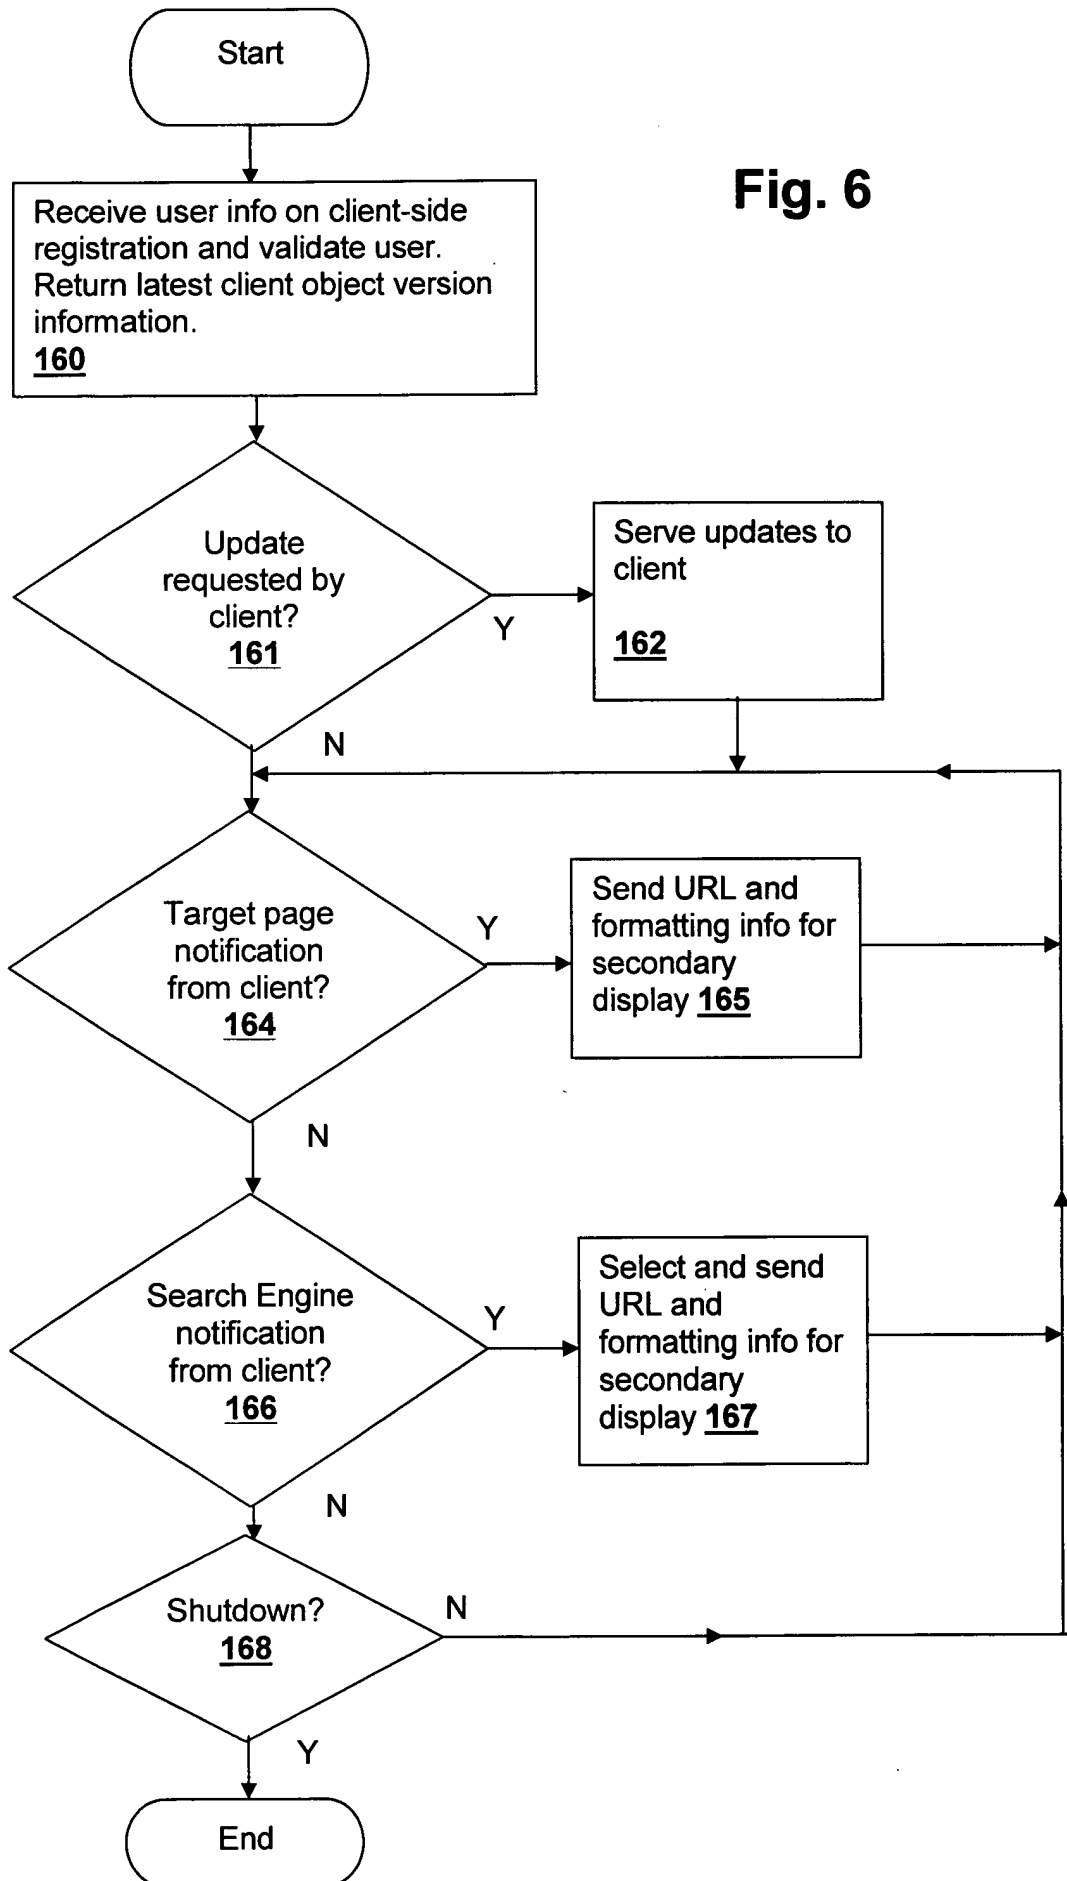 Start
Fig. 6
Receive user info on client-side
registration and validate user.
Return latest client object version
information.
160
Update
requested by
client?
161
Y
Serve updates to
client
162
N
Target page
notification
from client?
164
Y
Send URL and
formatting info for
secondary
display 165
N
Search Engine
notification
from client?
166
Y
Select and send
URL and
formatting info for
secondary
display 167
N
Shutdown?
168
N
Y
End